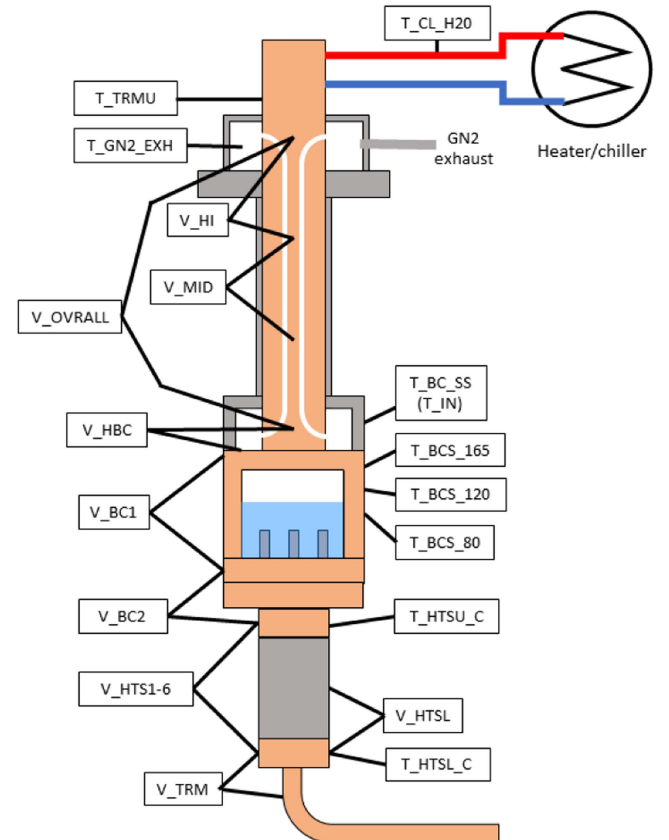 T_CL_H20
T_TRMU
T_GN2_EXH
GN2
exhaust
Heater/chiller
V_HI
V_MID
V_OVRALL
T_BC_SS
(T_IN)
V_HBC
T_BCS_165
T_BCS_120
V_BC1
T_BCS_80
V_BC2
T_HTSU_C
V_HTS1-6
V_HTSL
T_HTSL_C
V_TRM